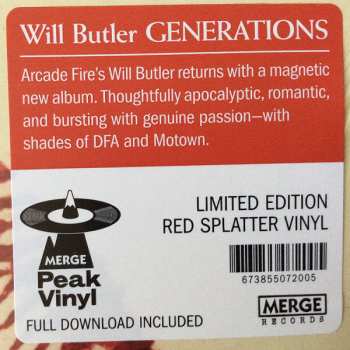 Will Butler GENERATIONS
Arcade Fire's Will Butler returns with a magnetic
new album. Thoughtfully apocalyptic, romantic,
and bursting with genuine passion—with
shades of DFA and Motown.
MERGE
Peak
Vinyl
FULL DOWNLOAD INCLUDED
LIMITED EDITION
RED SPLATTER VINYL
673855072005
MERGE
RECORDS